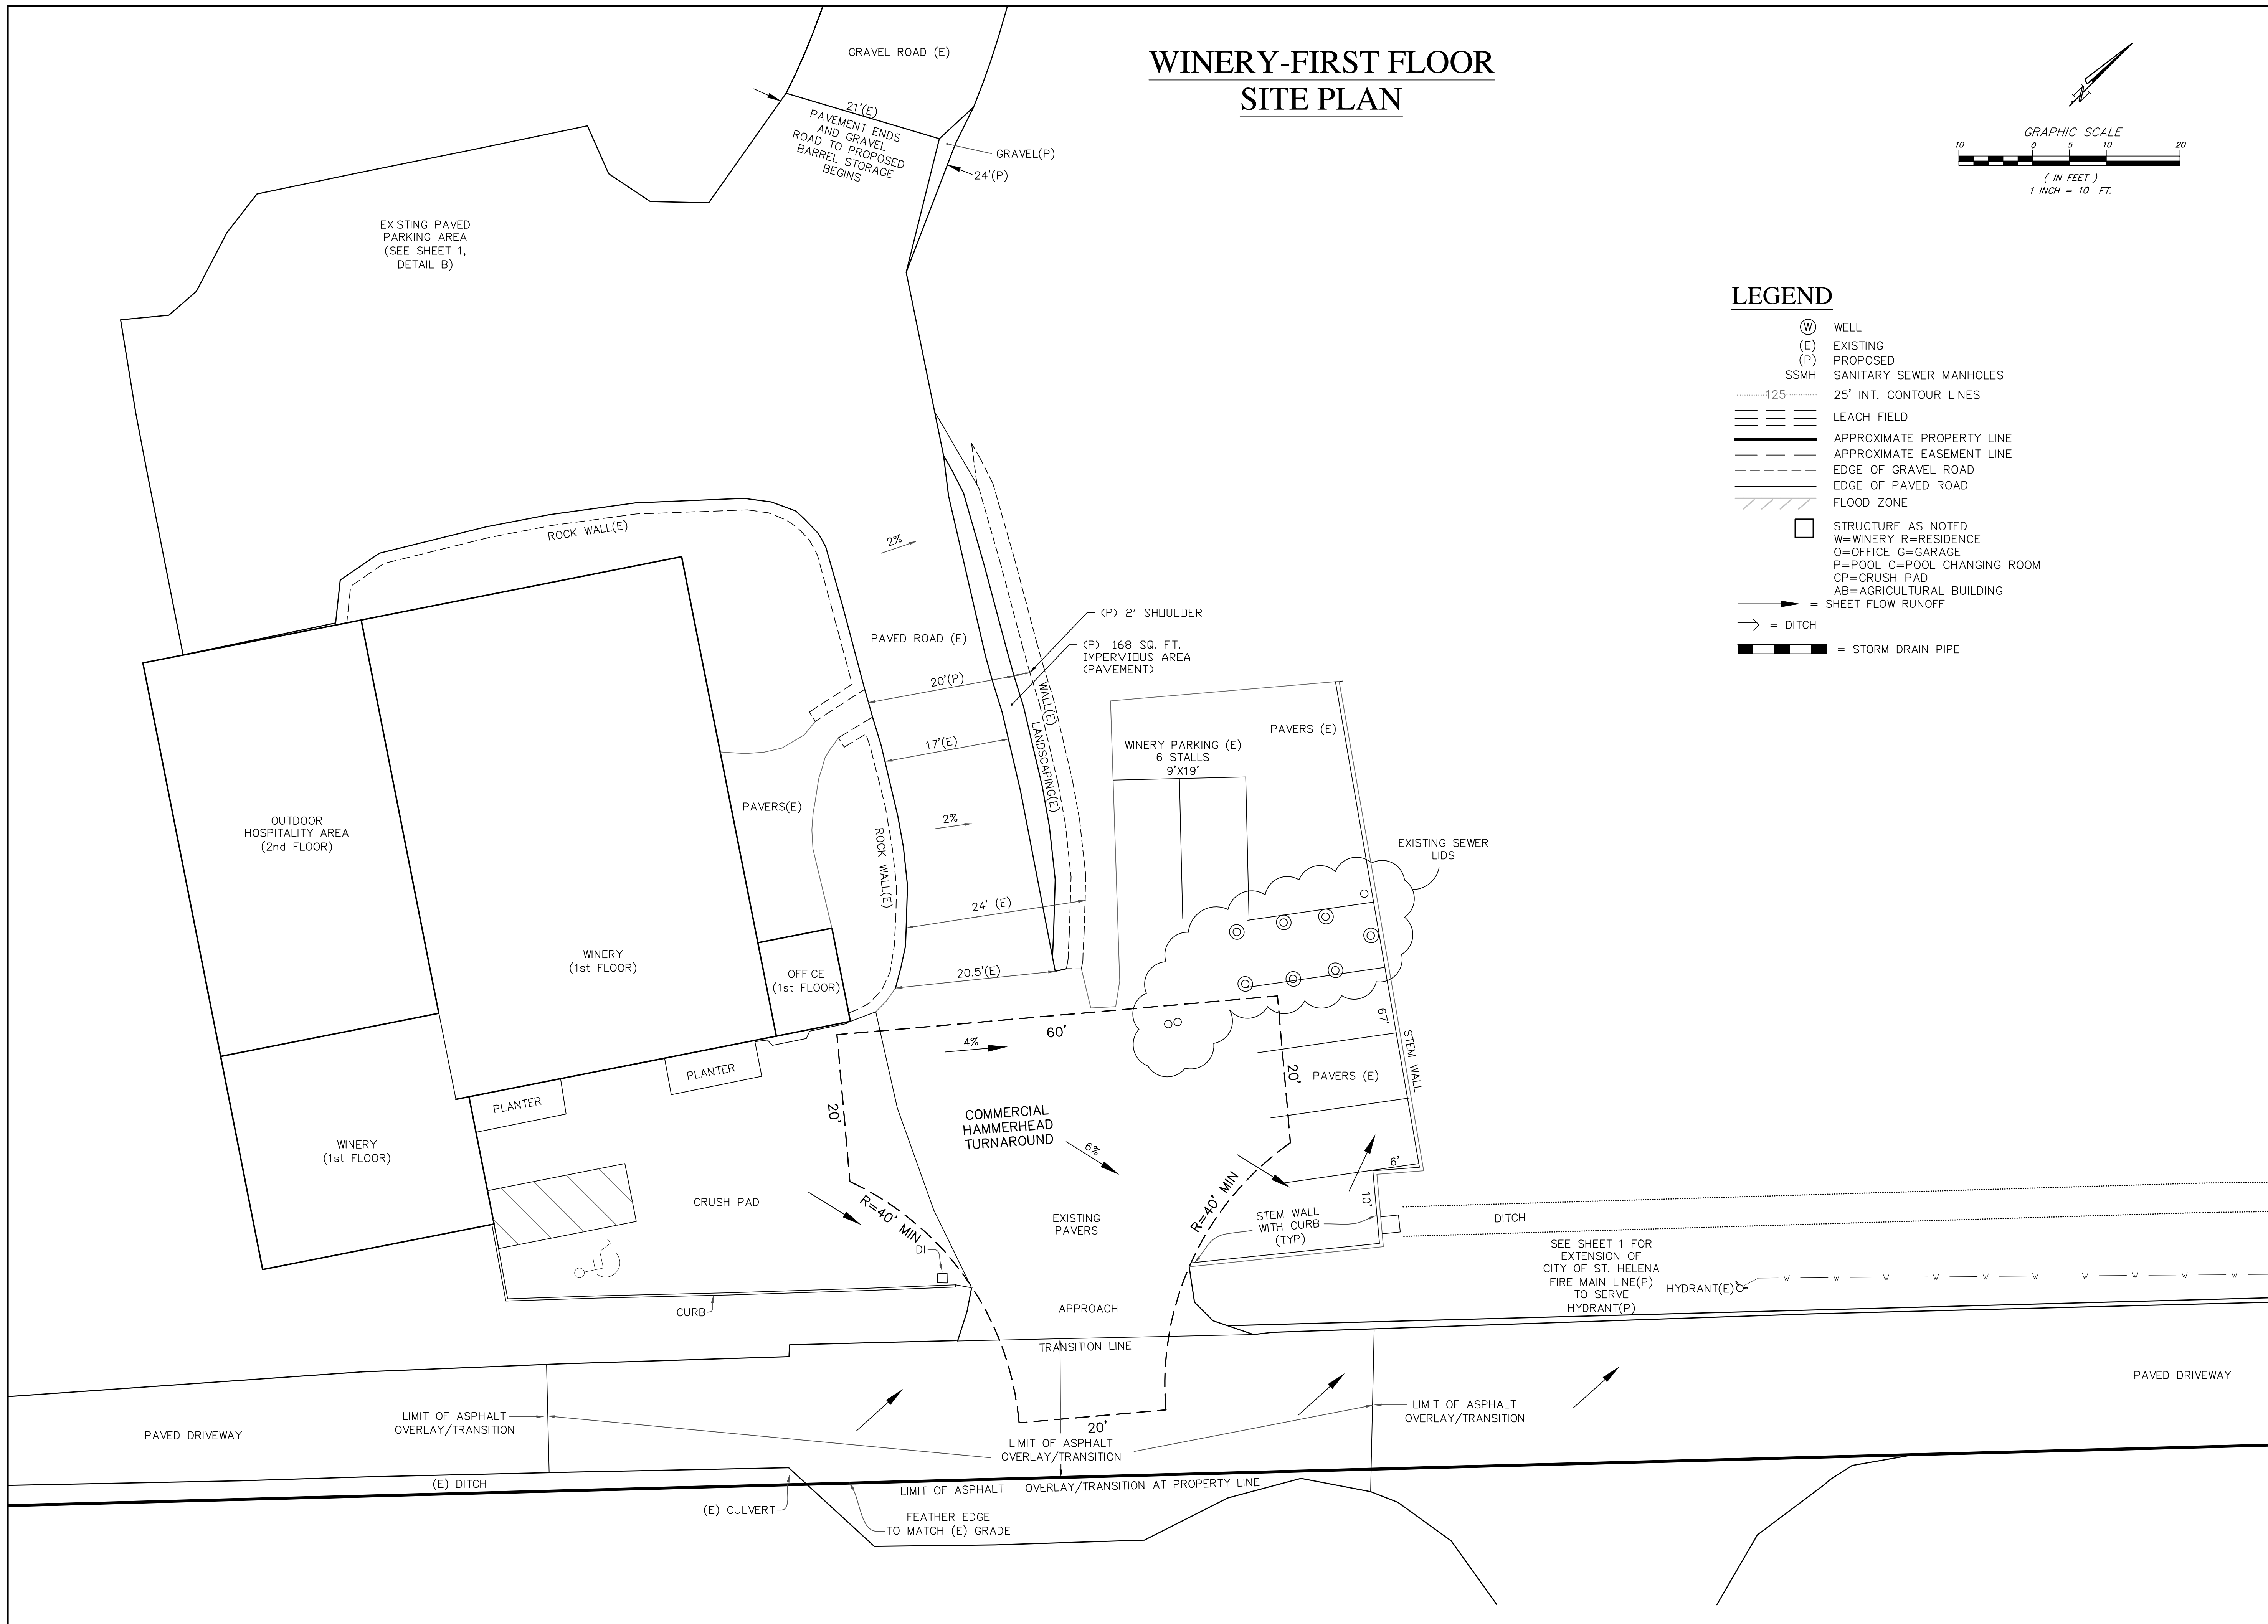 WINERY-FIRST FLOOR
SITE PLAN
GRAVEL ROAD (E)
21'(E)
PAVEMENT ENDS
AND GRAVEL
ROAD TO PROPOSED
BARREL STORAGE
BEGINS
GRAVEL(P)
24'(P)
N
GRAPHIC SCALE
10 0 5 10 20
( IN FEET )
1 INCH = 10 FT.
EXISTING PAVED
PARKING AREA
(SEE SHEET 1,
DETAIL B)
LEGEND
W WELL
(E) EXISTING
(P) PROPOSED
SSMH SANITARY SEWER MANHOLES
125 25' INT. CONTOUR LINES
LEACH FIELD
APPROXIMATE PROPERTY LINE
APPROXIMATE EASEMENT LINE
EDGE OF GRAVEL ROAD
EDGE OF PAVED ROAD
FLOOD ZONE
STRUCTURE AS NOTED
W=WINERY R=RESIDENCE
O=OFFICE G=GARAGE
P=POOL C=POOL CHANGING ROOM
CP=CRUSH PAD
AB=AGRICULTURAL BUILDING
= SHEET FLOW RUNOFF
= DITCH
= STORM DRAIN PIPE
ROCK WALL(E)
2%
PAVED ROAD (E)
(P) 2' SHOULDER
(P) 168 SQ. FT.
IMPERVIOUS AREA
(PAVEMENT)
20'(P)
17'(E)
WALL(E)
LANDSCAPING(E)
WINERY PARKING (E)
6 STALLS
9'X19'
PAVERS (E)
PAVERS(E)
2%
ROCK WALL(E)
OUTDOOR
HOSPITALITY AREA
(2nd FLOOR)
EXISTING SEWER
LIDS
24' (E)
WINERY
(1st FLOOR)
OFFICE
(1st FLOOR)
20.5'(E)
60'
4%
67'
STEM WALL
20'
PAVERS (E)
PLANTER
PLANTER
20'
COMMERCIAL
HAMMERHEAD
TURNAROUND
6%
WINERY
(1st FLOOR)
CRUSH PAD
R=40' MIN
R=40' MIN
6'
10'
EXISTING
PAVERS
STEM WALL
WITH CURB
(TYP)
DITCH
DI
SEE SHEET 1 FOR
EXTENSION OF
CITY OF ST. HELENA
FIRE MAIN LINE(P)
TO SERVE
HYDRANT(P)
HYDRANT(E)
W W W W W W W W W W
CURB
APPROACH
TRANSITION LINE
PAVED DRIVEWAY
LIMIT OF ASPHALT
OVERLAY/TRANSITION
LIMIT OF ASPHALT
OVERLAY/TRANSITION
PAVED DRIVEWAY
20'
LIMIT OF ASPHALT
OVERLAY/TRANSITION
(E) DITCH
LIMIT OF ASPHALT OVERLAY/TRANSITION AT PROPERTY LINE
(E) CULVERT
FEATHER EDGE
TO MATCH (E) GRADE